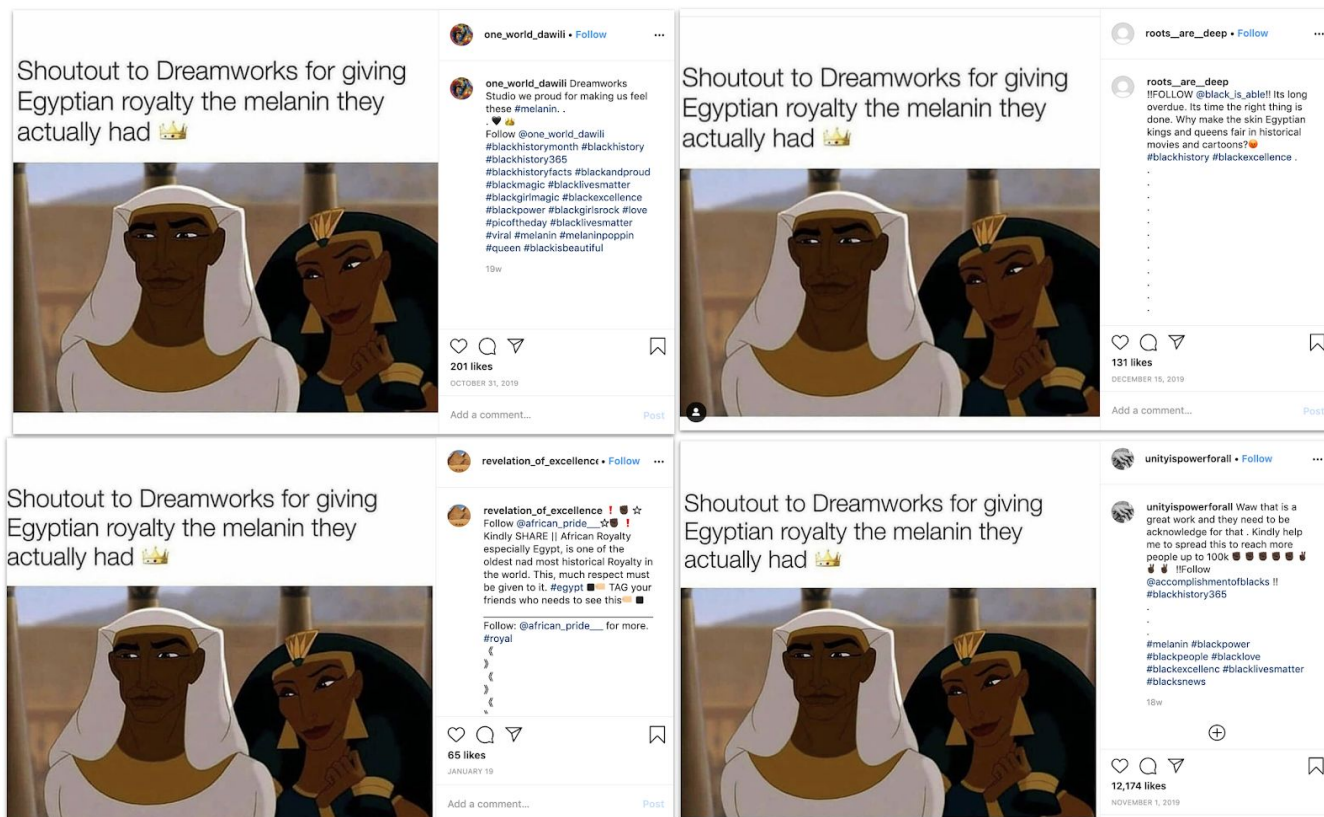 Shoutout to Dreamworks for giving
Egyptian royalty the melanin they
actually had
one_world_dawili • Follow
one_world_dawili Dreamworks
Studio we proud for making us feel
these #melanin. .
.
Follow @one_world_dawili
#blackhistorymonth #blackhistory
#blackhistory365
#blackhistoryfacts #blackandproud
#blackmagic #blacklivesmatter
#blackgirlmagic #blackexcellence
#blackpower #blackgirlsrock #love
#picoftheday #blacklivesmatter
#viral #melanin #melaninpoppin
#queen #blackisbeautiful
19w
201 likes
OCTOBER 31, 2019
Add a comment...
Post
Shoutout to Dreamworks for giving
Egyptian royalty the melanin they
actually had
roots__are__deep • Follow
roots__are__deep
!!FOLLOW @black_is_able!! Its long
overdue. Its time the right thing is
done. Why make the skin Egyptian
kings and queens fair in historical
movies and cartoons?
#blackhistory #blackexcellence .
.
.
.
.
.
.
.
.
.
.
.
.
131 likes
DECEMBER 15, 2019
Add a comment...
Post
Shoutout to Dreamworks for giving
Egyptian royalty the melanin they
actually had
revelation_of_excellence • Follow
revelation_of_excellence ❗ ✊🏿 ☆
Follow @african_pride___☆✊🏿 ❗
Kindly SHARE || African Royalty
especially Egypt, is one of the
oldest nad most historical Royalty in
the world. This, much respect must
be given to it. #egypt TAG your
friends who needs to see this
Follow: @african_pride___ for more.
#royal
《
》
《
》
《
65 likes
JANUARY 19
Add a comment...
Post
Shoutout to Dreamworks for giving
Egyptian royalty the melanin they
actually had
unityispowerforall • Follow
unityispowerforall Waw that is a
great work and they need to be
acknowledge for that . Kindly help
me to spread this to reach more
people up to 100k
!!Follow
@accomplishmentofblacks !!
#blackhistory365
.
.
.
#melanin #blackpower
#blackpeople #blacklove
#blackexcellenc #blacklivesmatter
#blacksnews
18w
12,174 likes
NOVEMBER 1, 2019